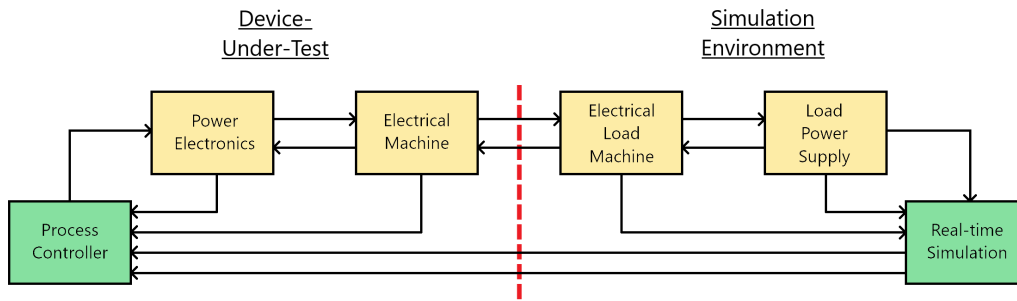 Device-
Under-Test
Simulation
Environment
Power
Electronics
Electrical
Machine
Electrical
Load
Machine
Load
Power
Supply
Process
Controller
Real-time
Simulation